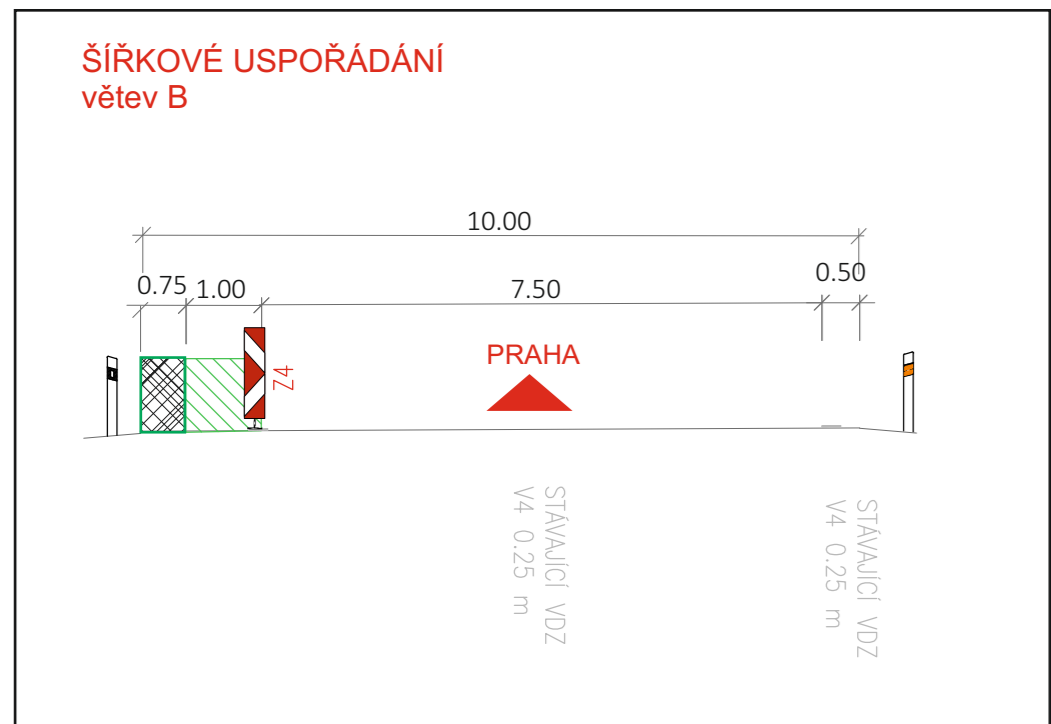 ŠÍŘKOVÉ USPOŘÁDÁNÍ
větev B
10.00
0.75
1.00
7.50
0.50
PRAHA
Z4
STÁVAJÍCÍ VDZ
V4 0.25 m
STÁVAJÍCÍ VDZ
V4 0.25 m